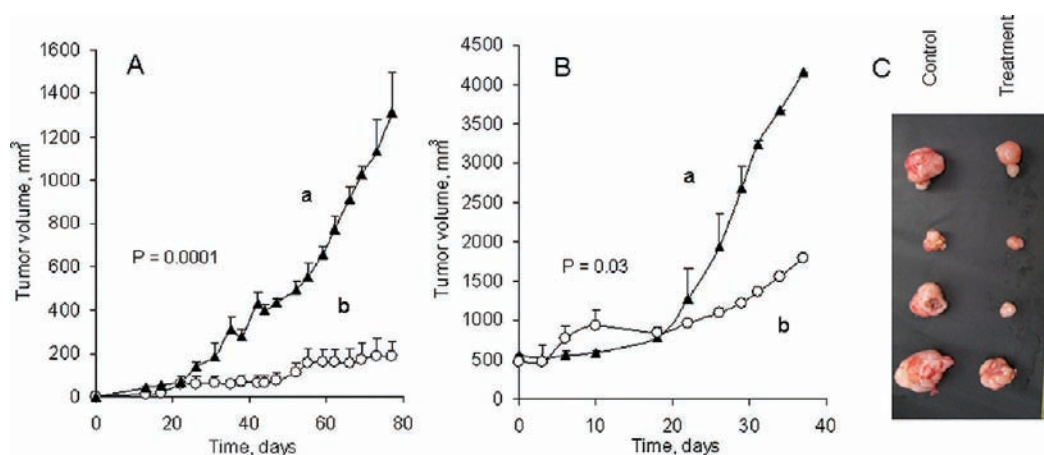 A
Tumor volume, mm3
1600
1400
1200
1000
800
600
400
200
0
a
P = 0.0001
b
0 20 40 60 80
Time, days
B
Tumor volume, mm3
4500
4000
3500
3000
2500
2000
1500
1000
500
0
a
P = 0.03
b
0 10 20 30 40
Time, days
C
Control
Treatment